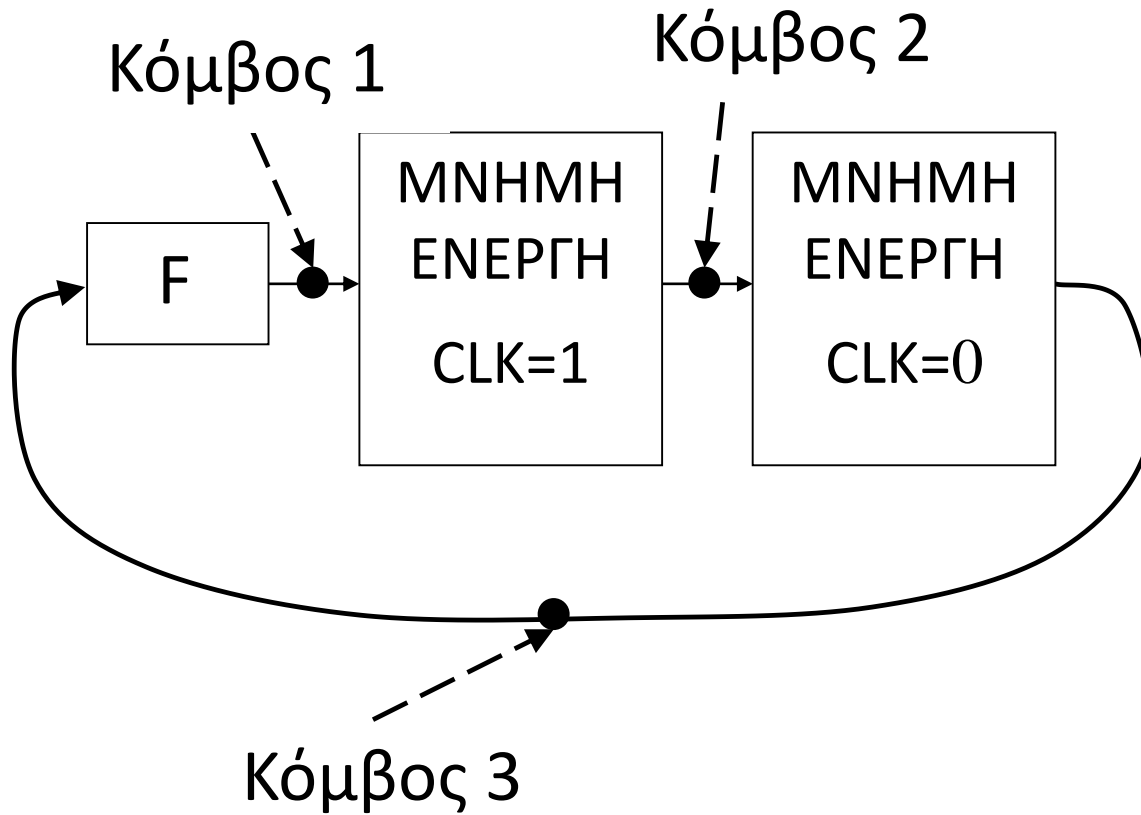 Κόμβος 1
Κόμβος 2
F
ΜΝΗΜΗ
ΕΝΕΡΓΗ
CLK=1
ΜΝΗΜΗ
ΕΝΕΡΓΗ
CLK=0
Κόμβος 3